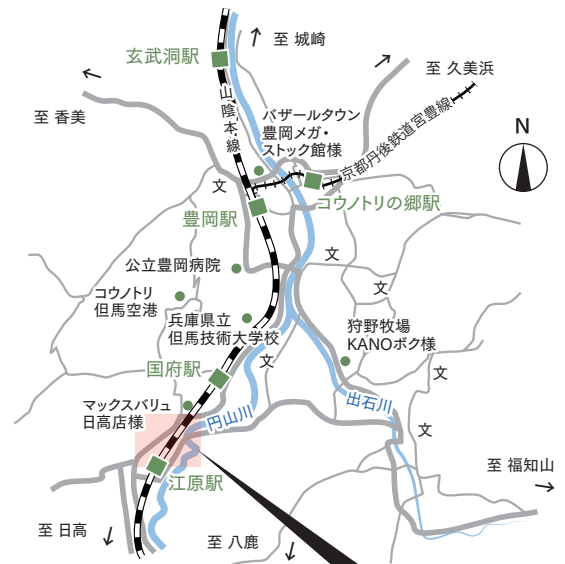 至 城崎
玄武洞駅
至 久美浜
至 香美
山陰本線
バザールタウン
豊岡メガ・
ストック館様
京都丹後鉄道宮豊線
N
文
コウノトリの郷駅
豊岡駅
文
公立豊岡病院
文
コウノトリ
但馬空港
兵庫県立
但馬技術大学校
狩野牧場
KANOボク様
文
国府駅
文
マックスバリュ
日高店様
円山川
出石川
文
至 福知山
江原駅
至 日高
至 八鹿